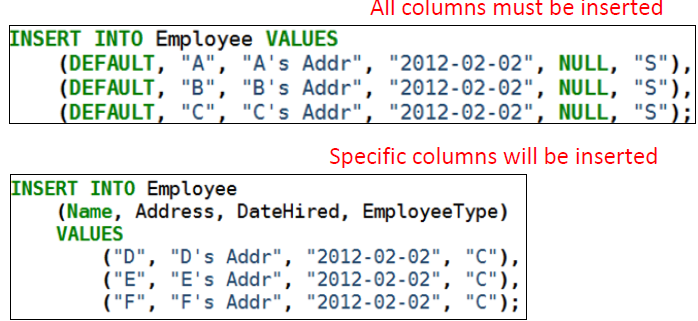 All columns must be inserted
INSERT INTO Employee VALUES
(DEFAULT, "A", "A's Addr", "2012-02-02", NULL, "S"),
(DEFAULT, "B", "B's Addr", "2012-02-02", NULL, "S"),
(DEFAULT, "C", "C's Addr", "2012-02-02", NULL, "S");
Specific columns will be inserted
INSERT INTO Employee
(Name, Address, DateHired, EmployeeType)
VALUES
("D", "D's Addr", "2012-02-02", "C"),
("E", "E's Addr", "2012-02-02", "C"),
("F", "F's Addr", "2012-02-02", "C");